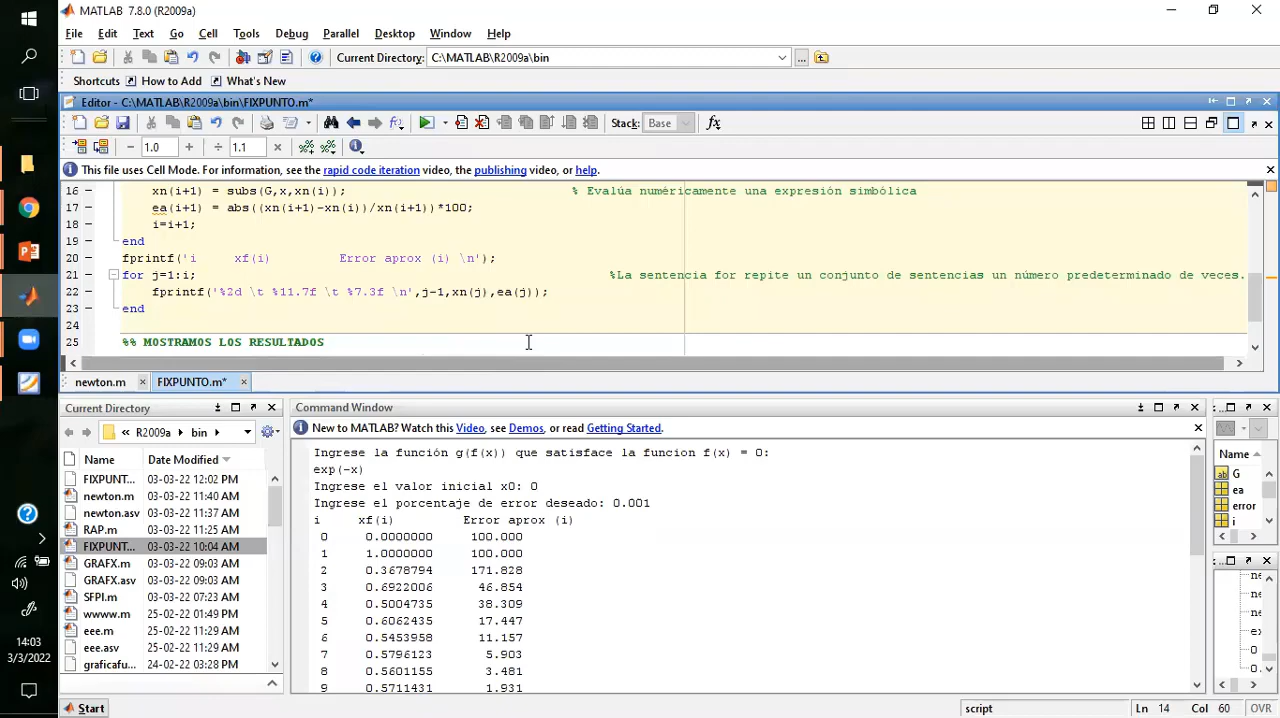 MATLAB 7.8.0 (R2009a)
File Edit Text Go Cell Tools Debug Parallel Desktop Window Help
Current Directory: C:\MATLAB\R2009a\bin
Shortcuts How to Add What's New
Editor - C:\MATLAB\R2009a\bin\FIXPUNTO.m*
Stack: Base
1.0 1.1
This file uses Cell Mode. For information, see the rapid code iteration video, the publishing video, or help.
16 xn(i+1) = subs(G,x,xn(i)); % Evalúa numéricamente una expresión simbólica
17 ea(i+1) = abs((xn(i+1)-xn(i))/xn(i+1))*100;
18 i=i+1;
19 end
20 fprintf('i xf(i) Error aprox (i) \n');
21 for j=1:i; %La sentencia for repite un conjunto de sentencias un número predeterminado de veces.
22 fprintf('%2d \t %11.7f \t %7.3f \n',j-1,xn(j),ea(j));
23 end
24
25 %% MOSTRAMOS LOS RESULTADOS
newton.m FIXPUNTO.m*
Current Directory
« R2009a bin
Name Date Modified
FIXPUNT... 03-03-22 12:02 PM
newton.m 03-03-22 11:40 AM
newton.asv 03-03-22 11:37 AM
RAP.m 03-03-22 11:25 AM
FIXPUNT... 03-03-22 10:04 AM
GRAFX.m 03-03-22 09:03 AM
GRAFX.asv 03-03-22 09:03 AM
SFPI.m 03-03-22 07:23 AM
wwww.m 25-02-22 01:49 PM
eee.m 25-02-22 11:29 AM
eee.asv 25-02-22 11:29 AM
graficafu... 24-02-22 03:28 PM
Command Window
New to MATLAB? Watch this Video, see Demos, or read Getting Started.
Ingrese la función g(f(x)) que satisface la funcion f(x) = 0:
exp(-x)
Ingrese el valor inicial x0: 0
Ingrese el porcentaje de error deseado: 0.001
i xf(i) Error aprox (i)
0 0.0000000 100.000
1 1.0000000 100.000
2 0.3678794 171.828
3 0.6922006 46.854
4 0.5004735 38.309
5 0.6062435 17.447
6 0.5453958 11.157
7 0.5796123 5.903
8 0.5601155 3.481
9 0.5711431 1.931
Name
G
ea
error
i
14:03
3/3/2022
Start
script
Ln 14 Col 60 OVR